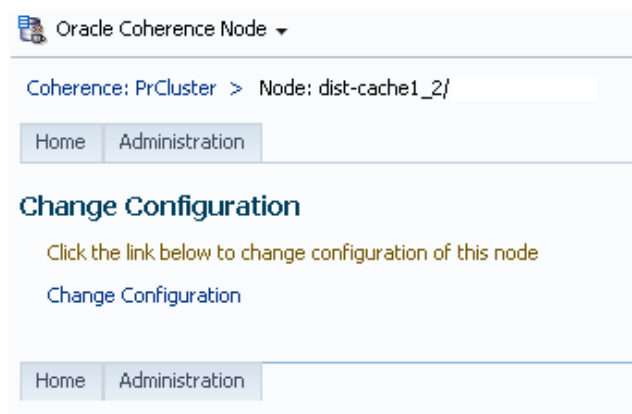 Oracle Coherence Node
Coherence: PrCluster > Node: dist-cache1_2/
Home Administration
Change Configuration
Click the link below to change configuration of this node
Change Configuration
Home Administration